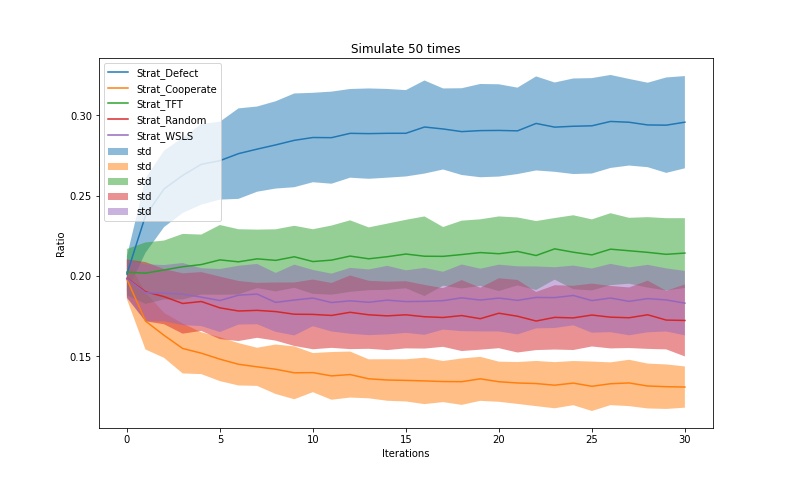 Simulate 50 times
Strat_Defect
Strat_Cooperate
Strat_TFT
Strat_Random
Strat_WSLS
std
std
std
std
std
0.30
0.25
0.20
0.15
Ratio
0 5 10 15 20 25 30
Iterations